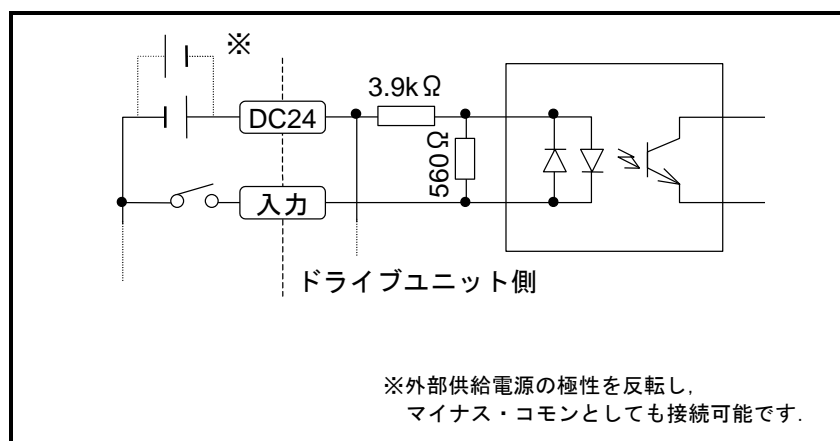 ※
3.9kΩ
DC24
560Ω
入力
ドライブユニット側
※外部供給電源の極性を反転し,
マイナス・コモンとしても接続可能です.